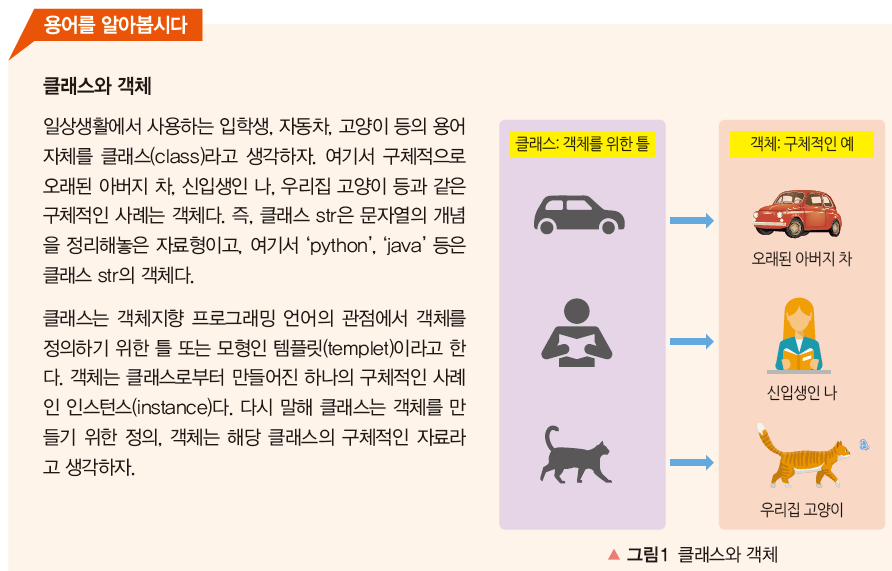 용어를 알아봅시다
클래스와 객체
일상생활에서 사용하는 입학생, 자동차, 고양이 등의 용어
자체를 클래스(class)라고 생각하자. 여기서 구체적으로
오래된 아버지 차, 신입생인 나, 우리집 고양이 등과 같은
구체적인 사례는 객체다. 즉, 클래스 str은 문자열의 개념
을 정리해놓은 자료형이고, 여기서 ‘python’, ‘java’ 등은
클래스 str의 객체다.
클래스는 객체지향 프로그래밍 언어의 관점에서 객체를
정의하기 위한 틀 또는 모형인 템플릿(templet)이라고 한
다. 객체는 클래스로부터 만들어진 하나의 구체적인 사례
인 인스턴스(instance)다. 다시 말해 클래스는 객체를 만
들기 위한 정의, 객체는 해당 클래스의 구체적인 자료라
고 생각하자.
클래스: 객체를 위한 틀
객체: 구체적인 예
오래된 아버지 차
신입생인 나
우리집 고양이
▲ 그림1 클래스와 객체